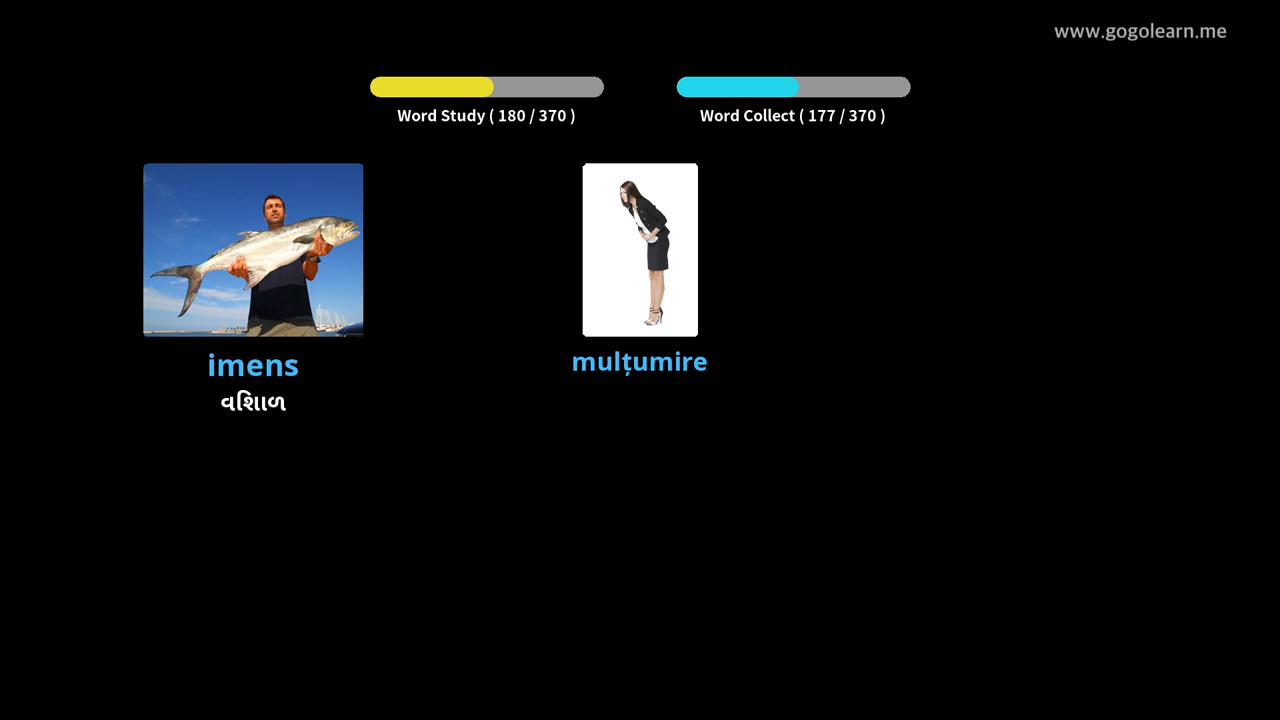 www.gogolearn.me
Word Study ( 180 / 370 )
Word Collect ( 177 / 370 )
imens
વિશાળ
mulțumire